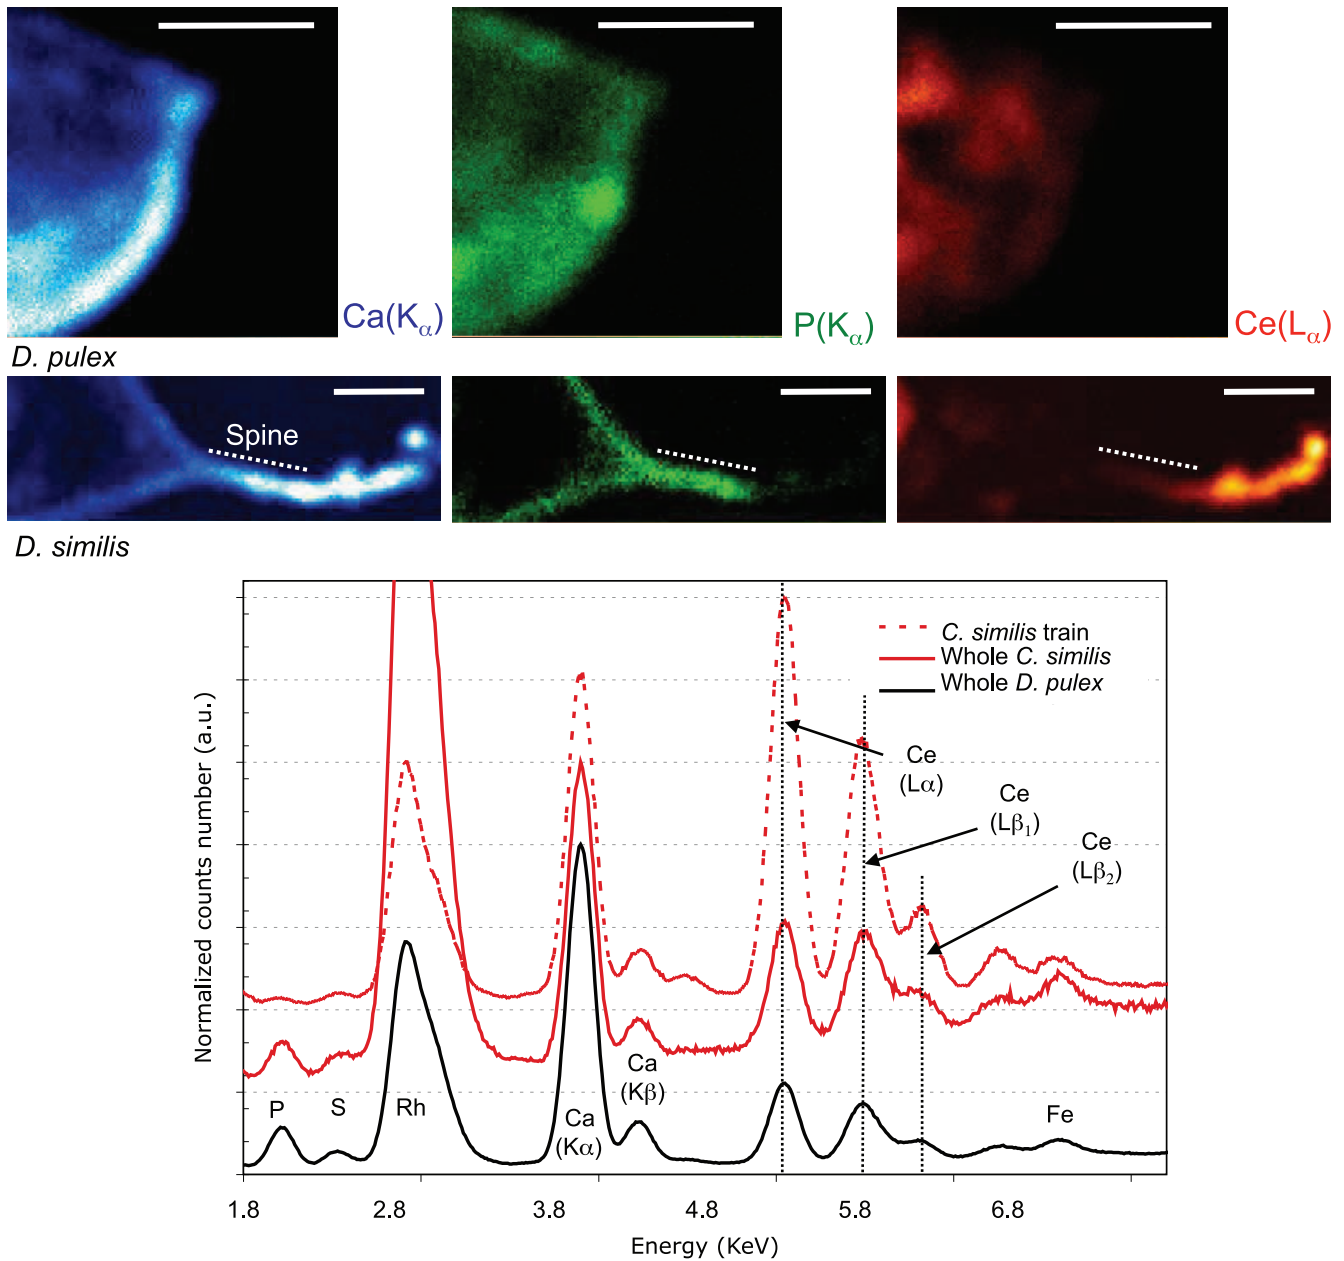 Ca(Kα)
P(Kα)
Ce(Lα)
D. pulex
Spine
D. similis
C. similis train
Whole C. similis
Whole D. pulex
Ce
(Lα)
Ce
(Lβ1)
Ce
(Lβ2)
Normalized counts number (a.u.)
P
S
Rh
Ca
(Kα)
Ca
(Kβ)
Fe
1.8 2.8 3.8 4.8 5.8 6.8
Energy (KeV)